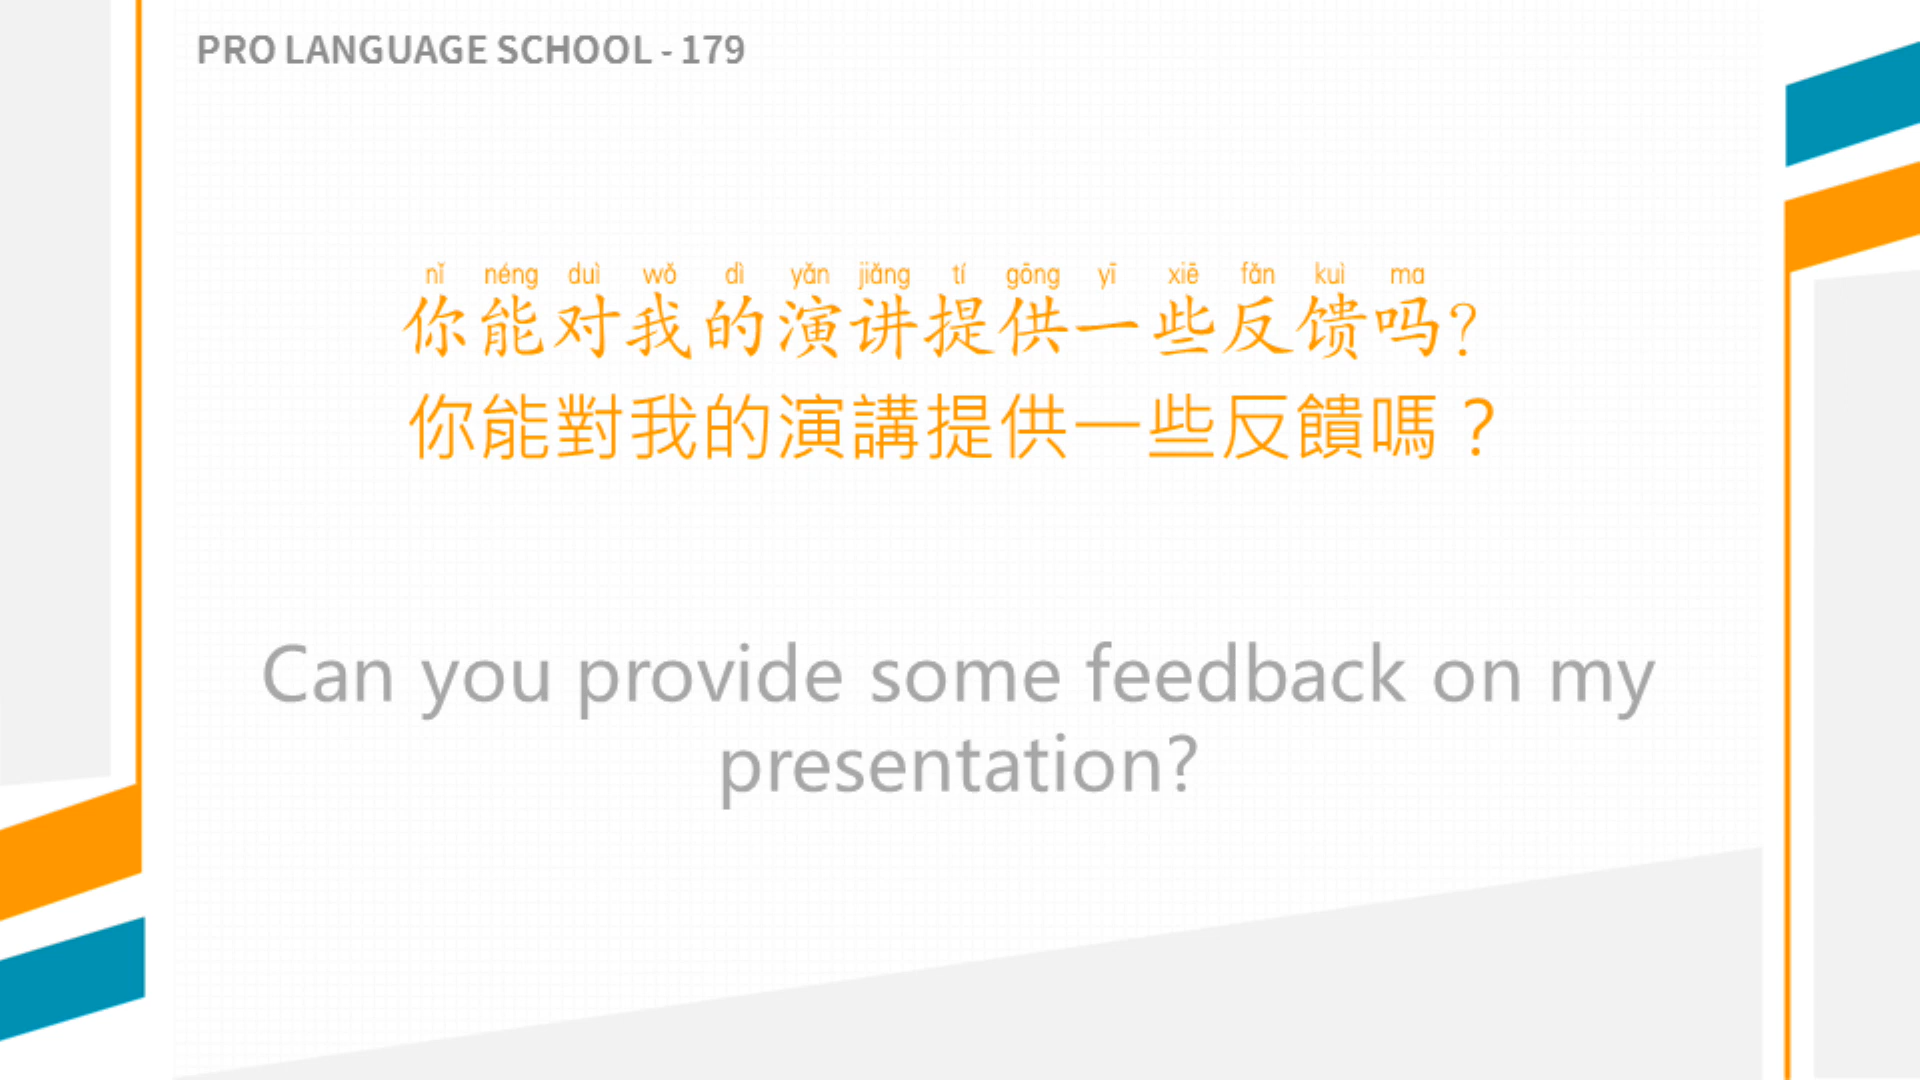 PRO LANGUAGE SCHOOL - 179
nǐ néng duì wǒ dì yǎn jiǎng tí gōng yī xiē fǎn kuì ma
你能对我的演讲提供一些反馈吗?
你能對我的演講提供一些反饋嗎？
Can you provide some feedback on my
presentation?